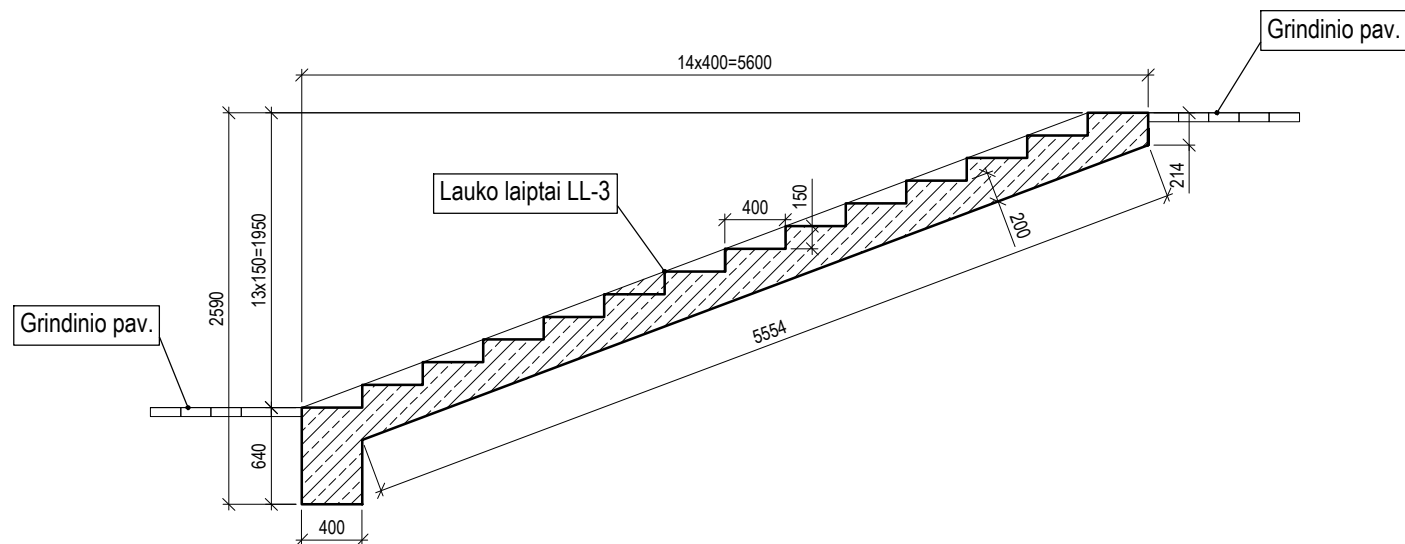 Grindinio pav.
14x400=5600
Lauko laiptai LL-3
400
150
200
214
2590
13x150=1950
5554
Grindinio pav.
640
400